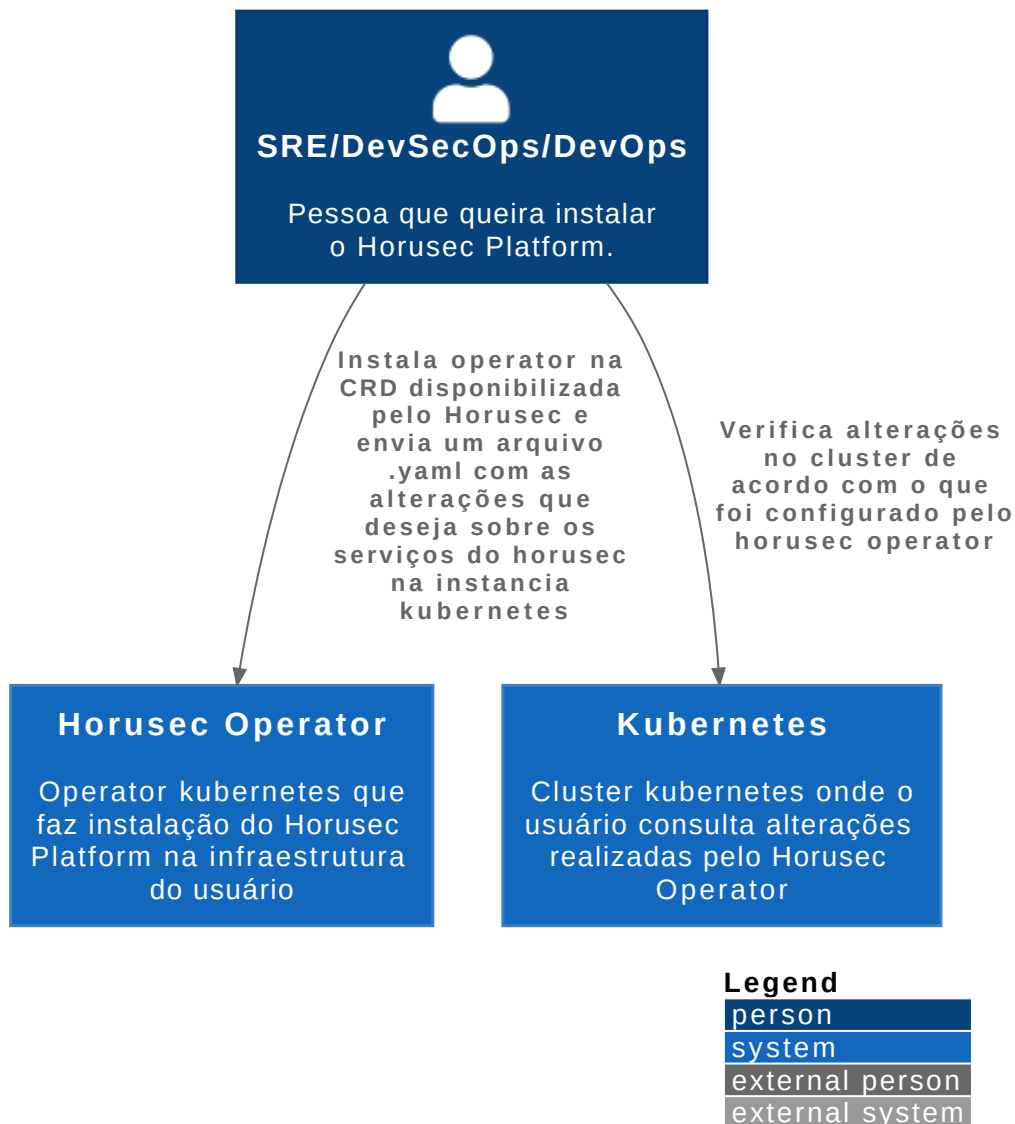 SRE/DevSecOps/DevOps
Pessoa que queira instalar
o Horusec Platform.
Instala operator na
CRD disponibilizada
pelo Horusec e
envia um arquivo
.yaml com as
alterações que
deseja sobre os
serviços do horusec
na instancia
kubernetes
Verifica alterações
no cluster de
acordo com o que
foi configurado pelo
horusec operator
Horusec Operator
Operator kubernetes que
faz instalação do Horusec
Platform na infraestrutura
do usuário
Kubernetes
Cluster kubernetes onde o
usuário consulta alterações
realizadas pelo Horusec
Operator
Legend
person
system
external person
external system